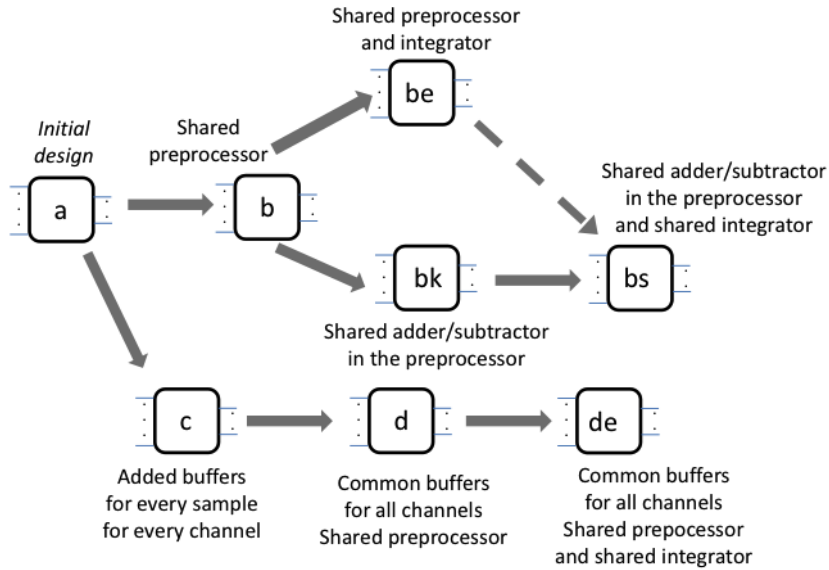 Shared preprocessor
and integrator
be
Initial
design
a
Shared
preprocessor
b
Shared adder/subtractor
in the preprocessor
and shared integrator
bs
bk
Shared adder/subtractor
in the preprocessor
c
Added buffers
for every sample
for every channel
d
Common buffers
for all channels
Shared preprocessor
de
Common buffers
for all channels
Shared prepocessor
and shared integrator